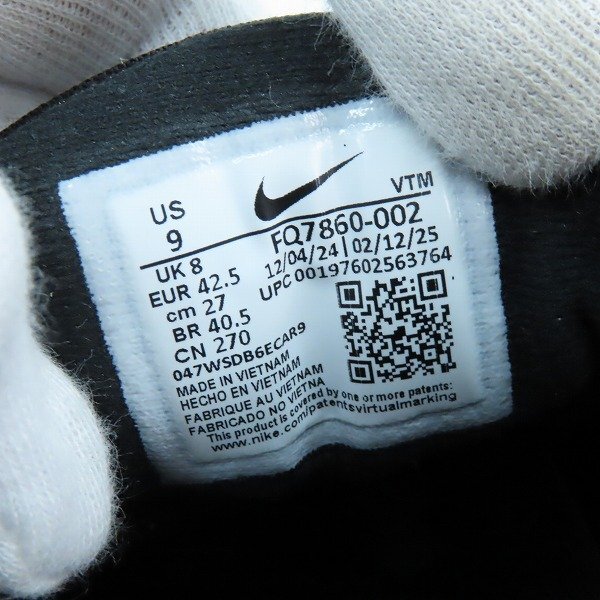 US
9
VTM
FQ7860-002
UK 8
12/04/24 | 02/12/25
EUR 42.5
UPC 00197602563764
cm 27
BR 40.5
CN 270
047WSDB6ECAR9
MADE IN VIETNAM
HECHO EN VIETNAM
FABRIQUE AU VIETNAM
FABRICADO NO VIETNA
This product is covered by one or more patents:
www.nike.com/patentsvirtualmarking